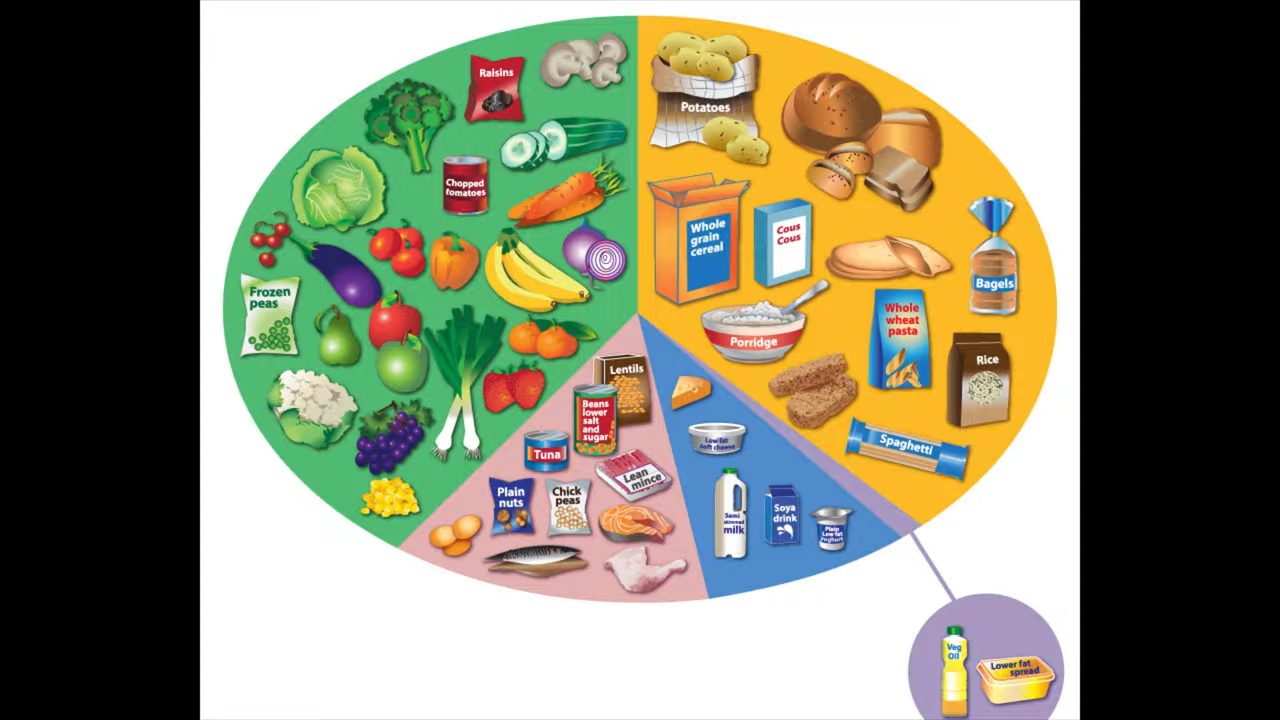 Raisins
Chopped
tomatoes
Frozen
peas
Potatoes
Whole
grain
cereal
Cous
Cous
Bagels
Porridge
Whole
wheat
pasta
Rice
Spaghetti
Lentils
Beans
lower
salt
and
sugar
Tuna
Lean
mince
Plain
nuts
Chick
peas
Low fat
soft cheese
Semi
skimmed
milk
Soya
drink
Plain
Low fat
yoghurt
Veg
Oil
Lower fat
spread